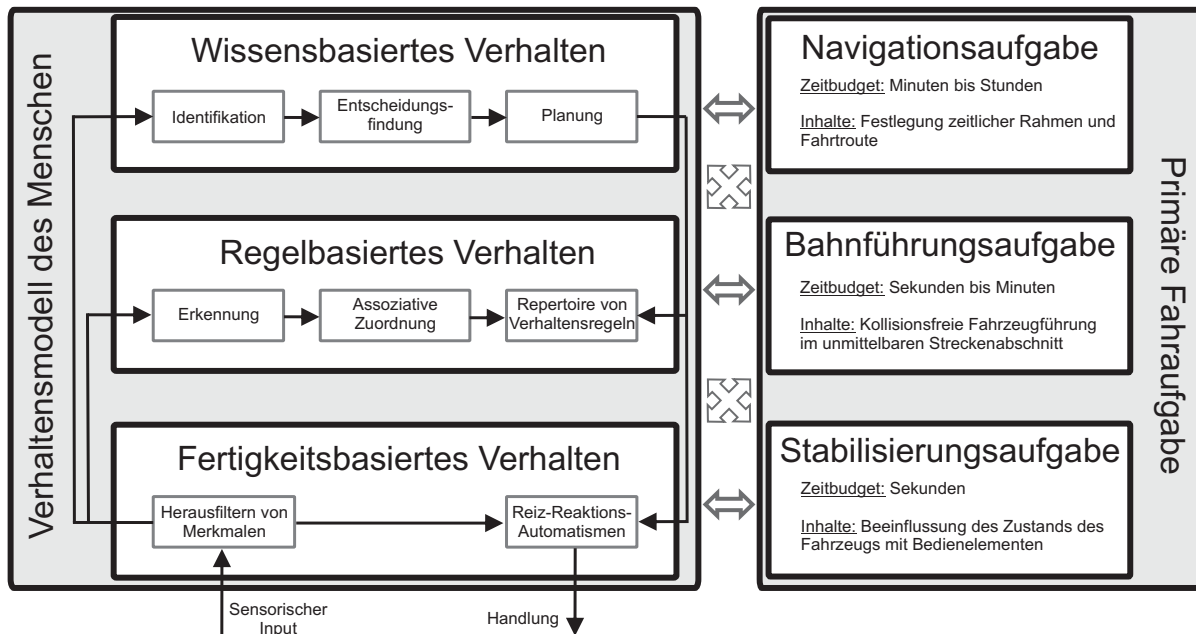 Verhaltensmodell des Menschen
Wissensbasiertes Verhalten
Identifikation
Entscheidungs-
findung
Planung
Regelbasiertes Verhalten
Erkennung
Assoziative
Zuordnung
Repertoire von
Verhaltensregeln
Fertigkeitsbasiertes Verhalten
Herausfiltern von
Merkmalen
Reiz-Reaktions-
Automatismen
Sensorischer
Input
Handlung
Primäre Fahraufgabe
Navigationsaufgabe
Zeitbudget: Minuten bis Stunden
Inhalte: Festlegung zeitlicher Rahmen und
Fahrtroute
Bahnführungsaufgabe
Zeitbudget: Sekunden bis Minuten
Inhalte: Kollisionsfreie Fahrzeugführung
im unmittelbaren Streckenabschnitt
Stabilisierungsaufgabe
Zeitbudget: Sekunden
Inhalte: Beeinflussung des Zustands des
Fahrzeugs mit Bedienelementen